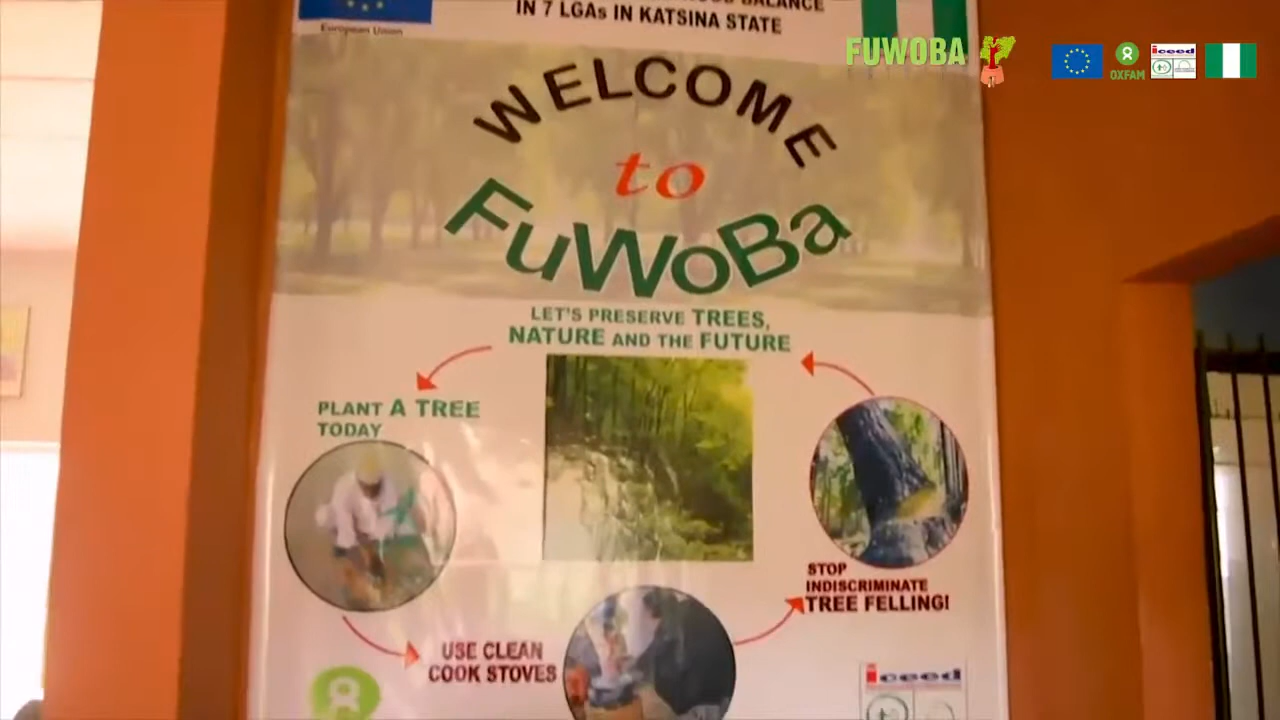 BALANCE
IN 7 LGAs IN KATSINA STATE
European Union
FUWOBA
OXFAM
iceed
WELCOME
to
FuWoBa
LET'S PRESERVE TREES,
NATURE AND THE FUTURE
PLANT A TREE
TODAY
STOP
INDISCRIMINATE
TREE FELLING!
USE CLEAN
COOK STOVES
iceed